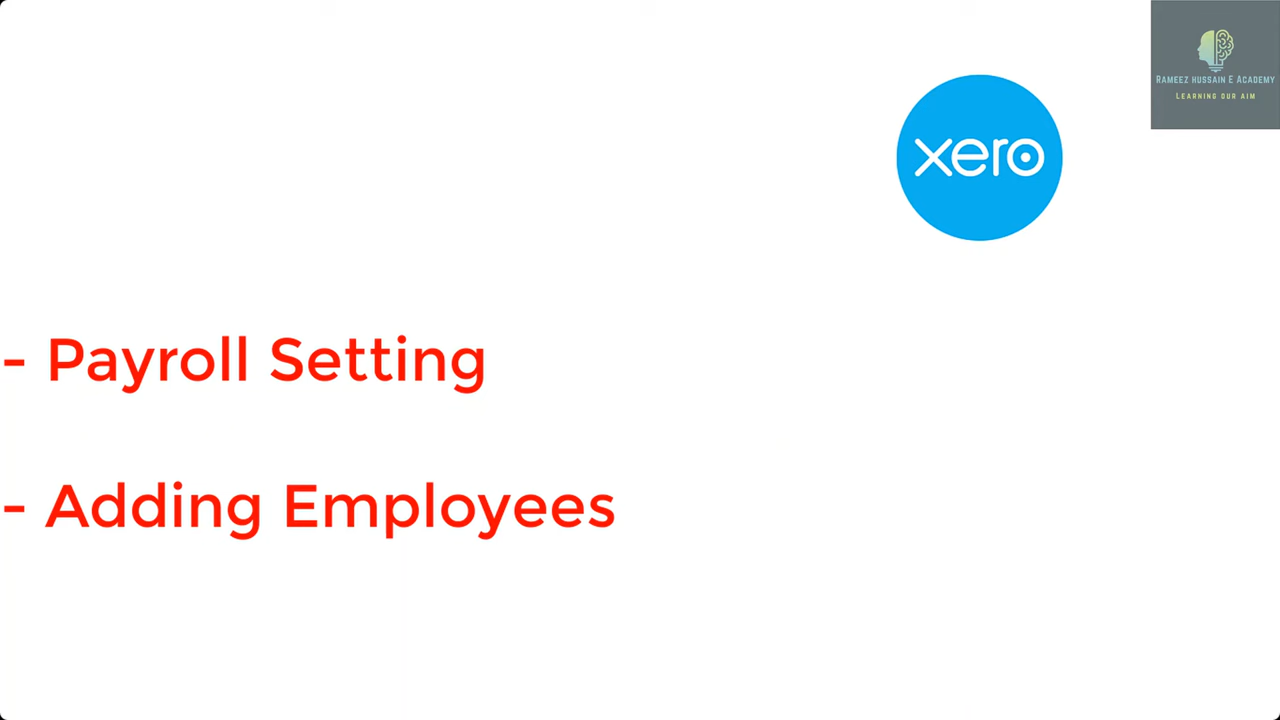 Rameez hussain E Academy
Learning our aim
xero
- Payroll Setting
- Adding Employees